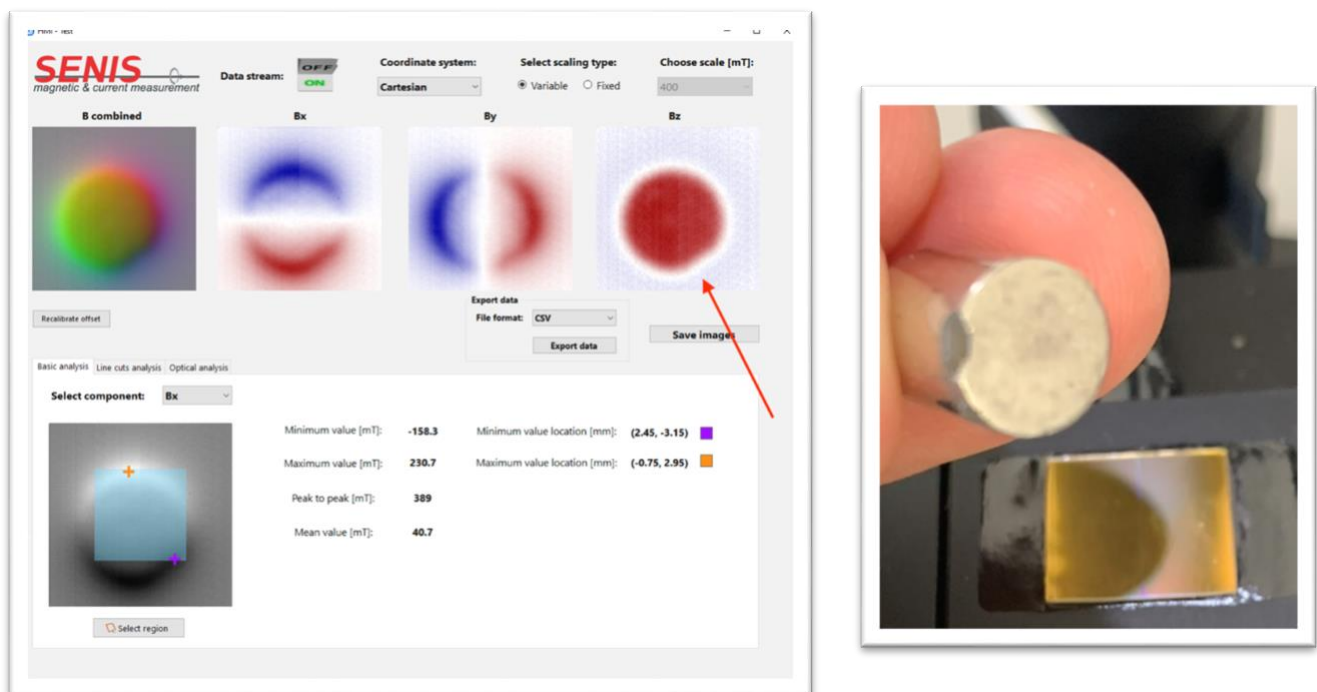 HMI - Test
SENIS
magnetic & current measurement
Data stream:
OFF
ON
Coordinate system:
Cartesian
Select scaling type:
Variable
Fixed
Choose scale [mT]:
400
B combined
Bx
By
Bz
Recalibrate offset
Export data
File format:
CSV
Export data
Save images
Basic analysis
Line cuts analysis
Optical analysis
Select component:
Bx
Minimum value [mT]:
-158.3
Minimum value location [mm]:
(2.45, -3.15)
Maximum value [mT]:
230.7
Maximum value location [mm]:
(-0.75, 2.95)
Peak to peak [mT]:
389
Mean value [mT]:
40.7
Select region